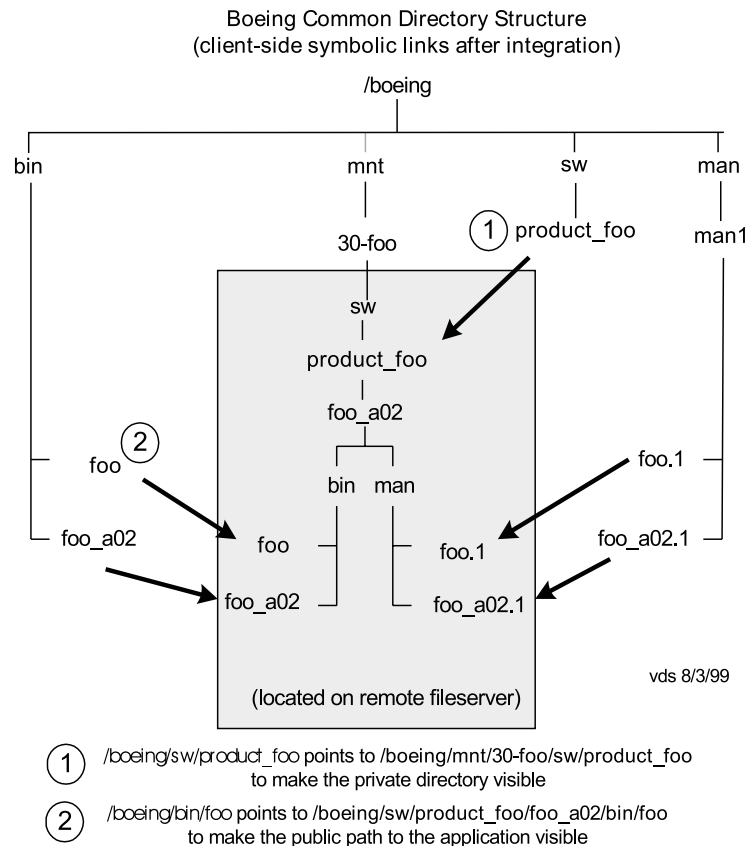 Boeing Common Directory Structure
(client-side symbolic links after integration)
/boeing
bin
mnt
sw
man
30-foo
1
product_foo
man1
sw
product_foo
foo_a02
foo
2
foo.1
bin
man
foo_a02
foo
foo.1
foo_a02.1
foo_a02
foo_a02.1
vds 8/3/99
(located on remote fileserver)
1
/boeing/sw/product_foo points to /boeing/mnt/30-foo/sw/product_foo
to make the private directory visible
2
/boeing/bin/foo points to /boeing/sw/product_foo/foo_a02/bin/foo
to make the public path to the application visible